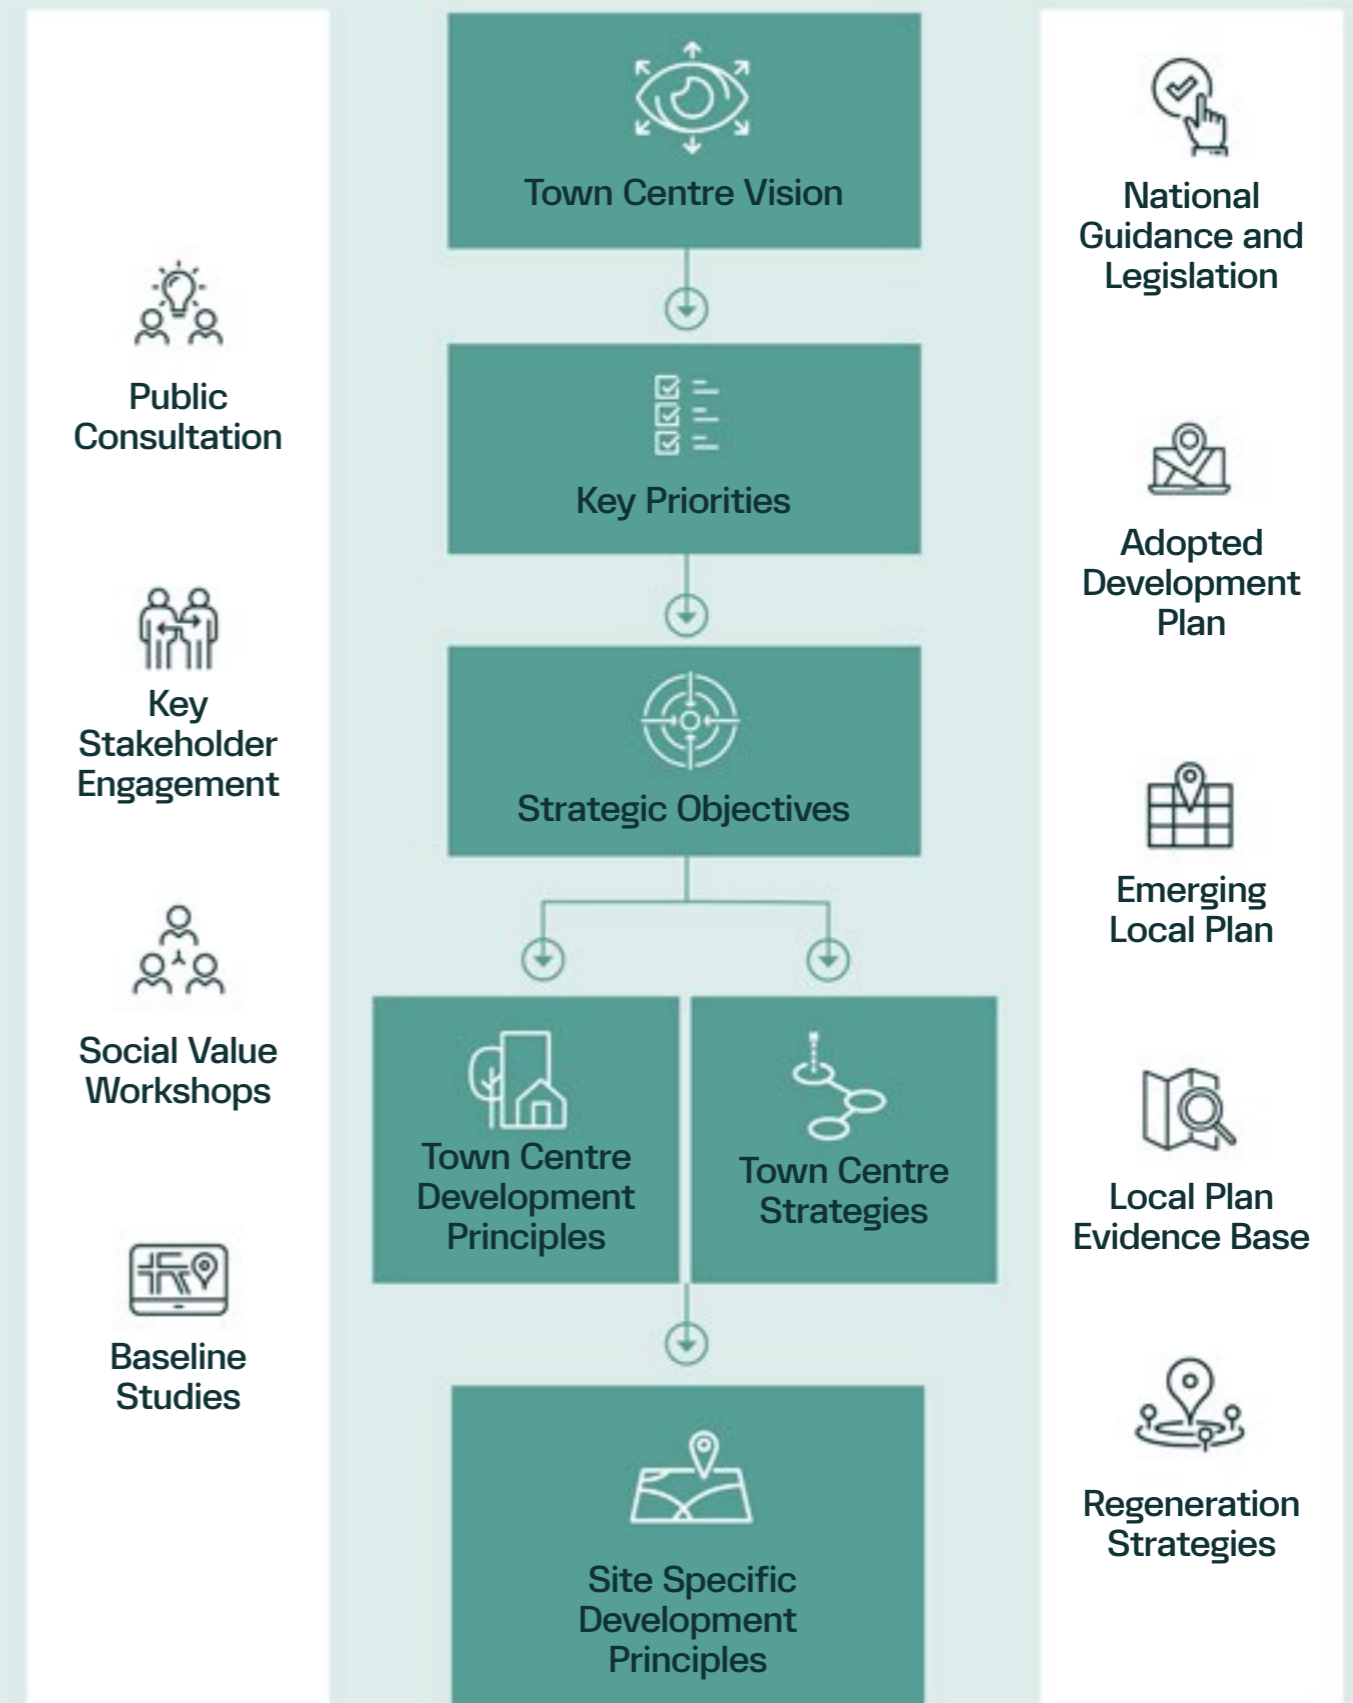 Public
Consultation
Key
Stakeholder
Engagement
Social Value
Workshops
Baseline
Studies
Town Centre Vision
Key Priorities
Strategic Objectives
Town Centre
Development
Principles
Town Centre
Strategies
Site Specific
Development
Principles
National
Guidance and
Legislation
Adopted
Development
Plan
Emerging
Local Plan
Local Plan
Evidence Base
Regeneration
Strategies